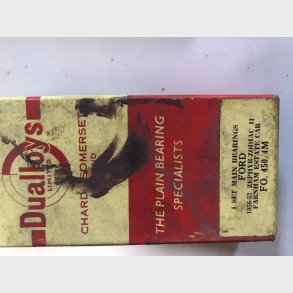 Dualloys
LIMITED
CHARD SOMERSET
THE PLAIN BEARING
SPECIALISTS
1 SET MAIN BEARINGS
FORD
1956-57 ZEPHYR/ZODIAC II
FARNHAM ESTATE CAR
FO 450/AM